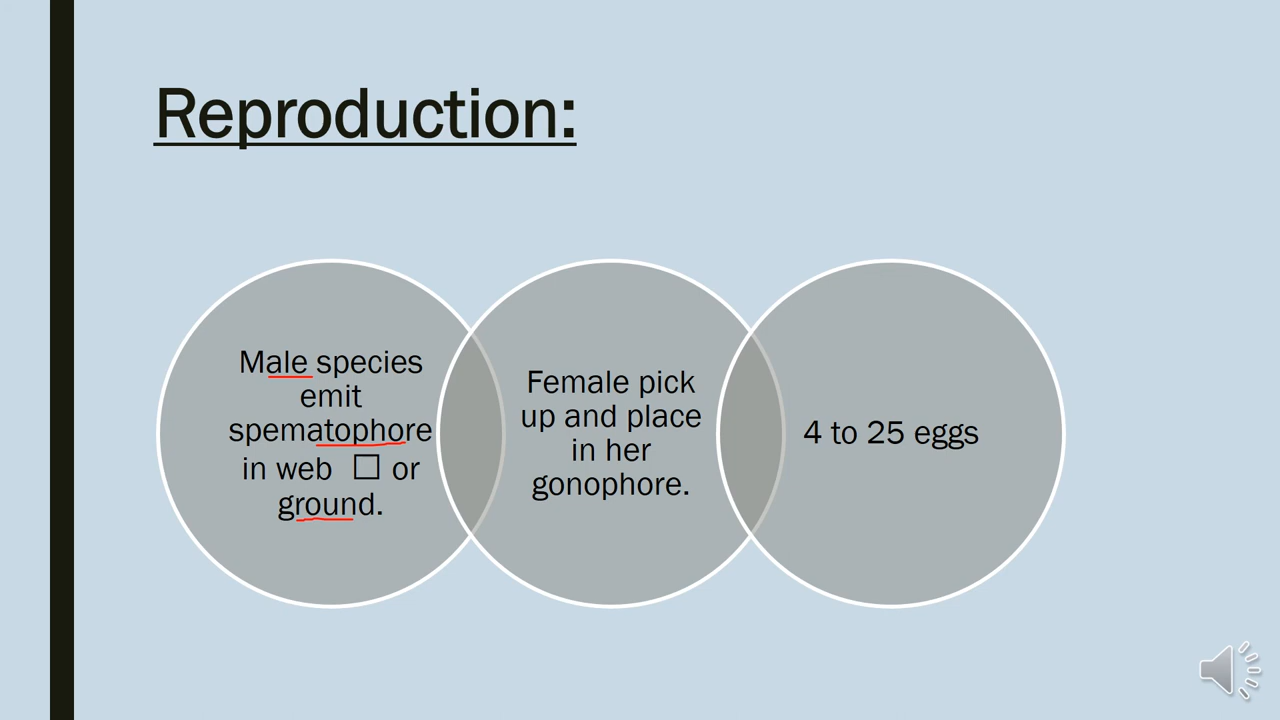 Reproduction:
Male species
emit
spematophore
in web □ or
ground.
Female pick
up and place
in her
gonophore.
4 to 25 eggs